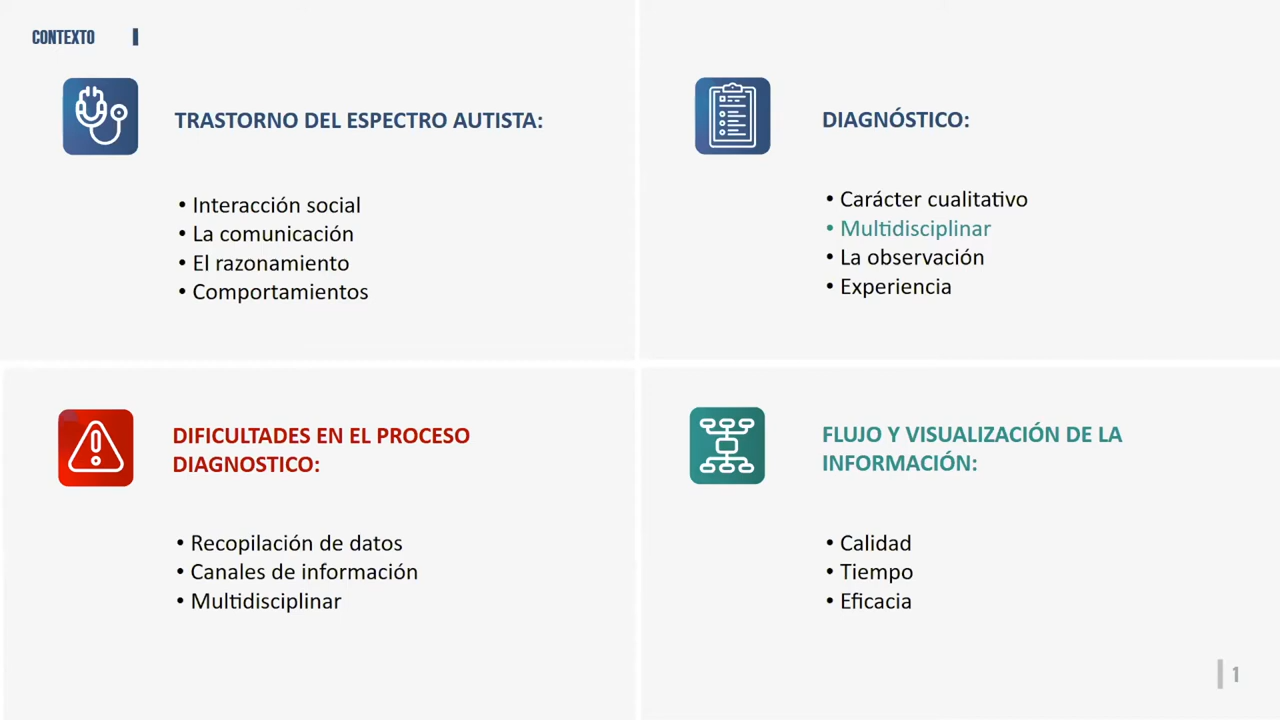 CONTEXTO
TRASTORNO DEL ESPECTRO AUTISTA:
• Interacción social
• La comunicación
• El razonamiento
• Comportamientos
DIAGNÓSTICO:
• Carácter cualitativo
• Multidisciplinar
• La observación
• Experiencia
DIFICULTADES EN EL PROCESO
DIAGNOSTICO:
• Recopilación de datos
• Canales de información
• Multidisciplinar
FLUJO Y VISUALIZACIÓN DE LA
INFORMACIÓN:
• Calidad
• Tiempo
• Eficacia
1